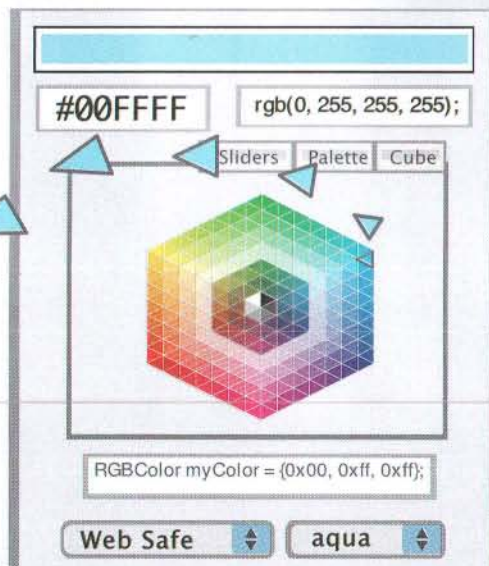 #00FFFF
rgb(0, 255, 255, 255);
Sliders Palette Cube
RGBColor myColor = {0x00, 0xff, 0xff};
Web Safe aqua